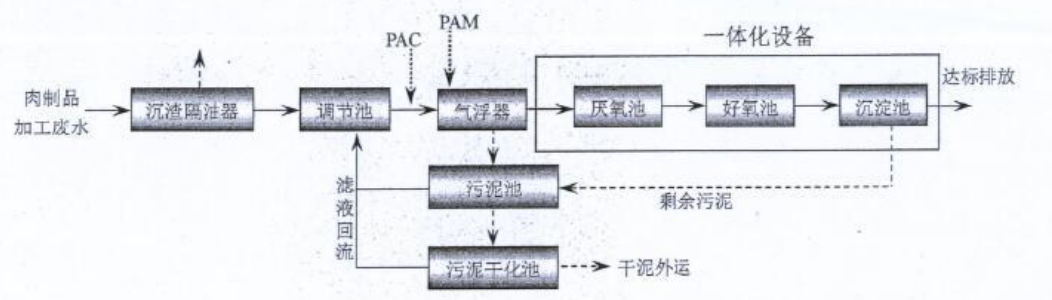 PAM
PAC
一体化设备
肉制品
加工废水
沉渣隔油器
调节池
气浮器
厌氧池
好氧池
沉淀池
达标排放
滤液回流
污泥池
剩余污泥
污泥干化池
干泥外运